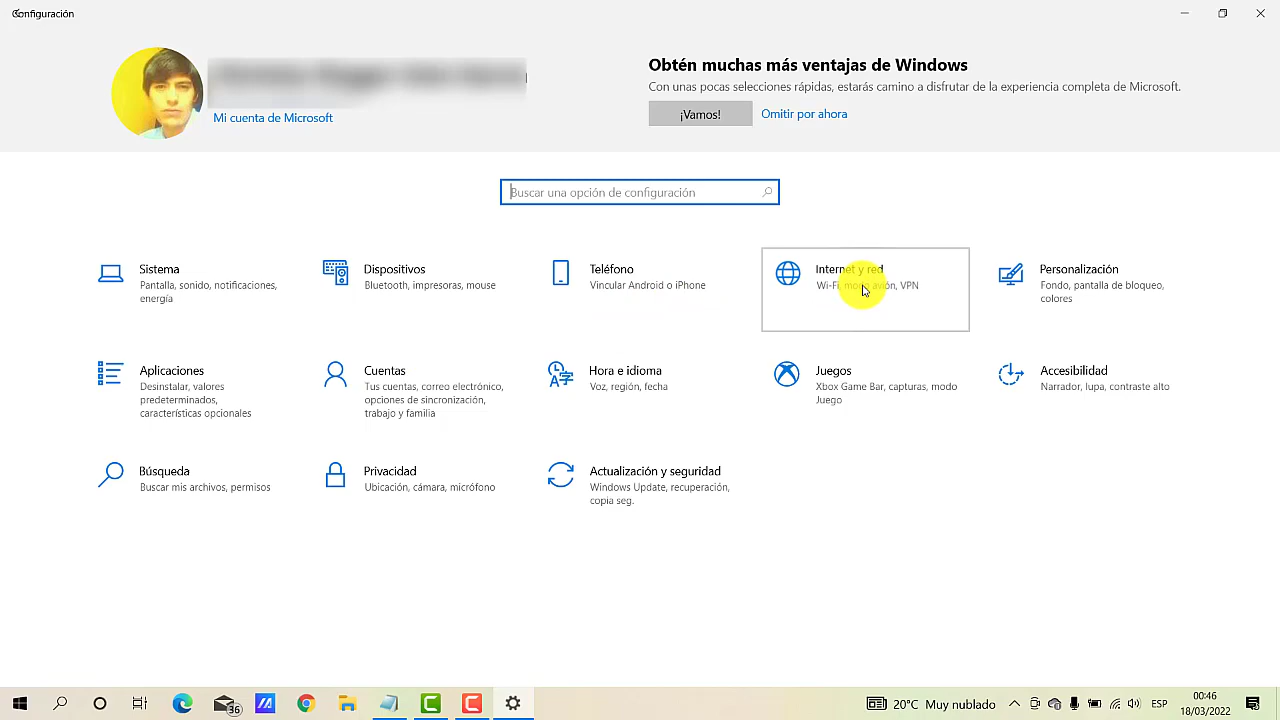 Configuración
Obtén muchas más ventajas de Windows
Con unas pocas selecciones rápidas, estarás camino a disfrutar de la experiencia completa de Microsoft.
Mi cuenta de Microsoft
¡Vamos!
Omitir por ahora
Buscar una opción de configuración
Sistema
Pantalla, sonido, notificaciones,
energía
Dispositivos
Bluetooth, impresoras, mouse
Teléfono
Vincular Android o iPhone
Internet y red
Wi-Fi, modo avión, VPN
Personalización
Fondo, pantalla de bloqueo,
colores
Aplicaciones
Desinstalar, valores
predeterminados,
características opcionales
Cuentas
Tus cuentas, correo electrónico,
opciones de sincronización,
trabajo y familia
Hora e idioma
Voz, región, fecha
Juegos
Xbox Game Bar, capturas, modo
Juego
Accesibilidad
Narrador, lupa, contraste alto
Búsqueda
Buscar mis archivos, permisos
Privacidad
Ubicación, cámara, micrófono
Actualización y seguridad
Windows Update, recuperación,
copia seg.
36
20°C Muy nublado
ESP
00:46
18/03/2022